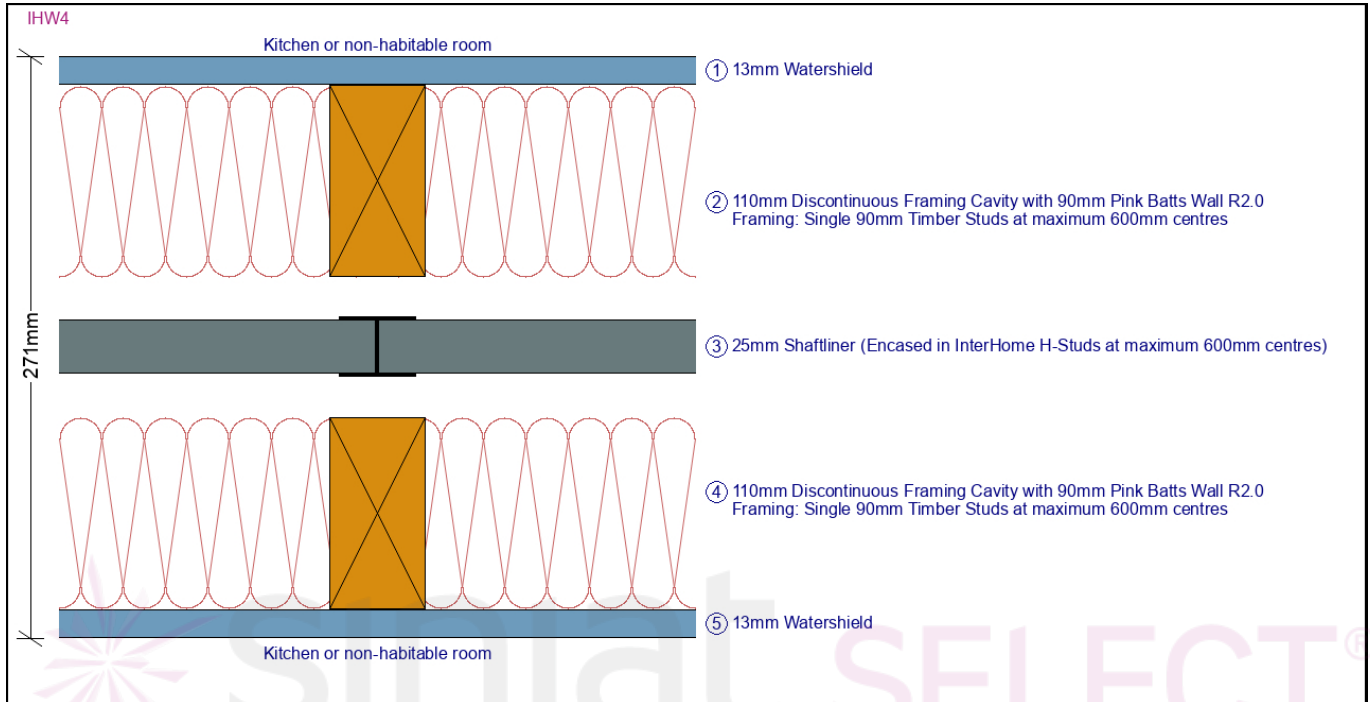 IHW4
Kitchen or non-habitable room
1 13mm Watershield
2 110mm Discontinuous Framing Cavity with 90mm Pink Batts Wall R2.0
Framing: Single 90mm Timber Studs at maximum 600mm centres
271mm
3 25mm Shaftliner (Encased in InterHome H-Studs at maximum 600mm centres)
4 110mm Discontinuous Framing Cavity with 90mm Pink Batts Wall R2.0
Framing: Single 90mm Timber Studs at maximum 600mm centres
5 13mm Watershield
Kitchen or non-habitable room
siniat SELECT®